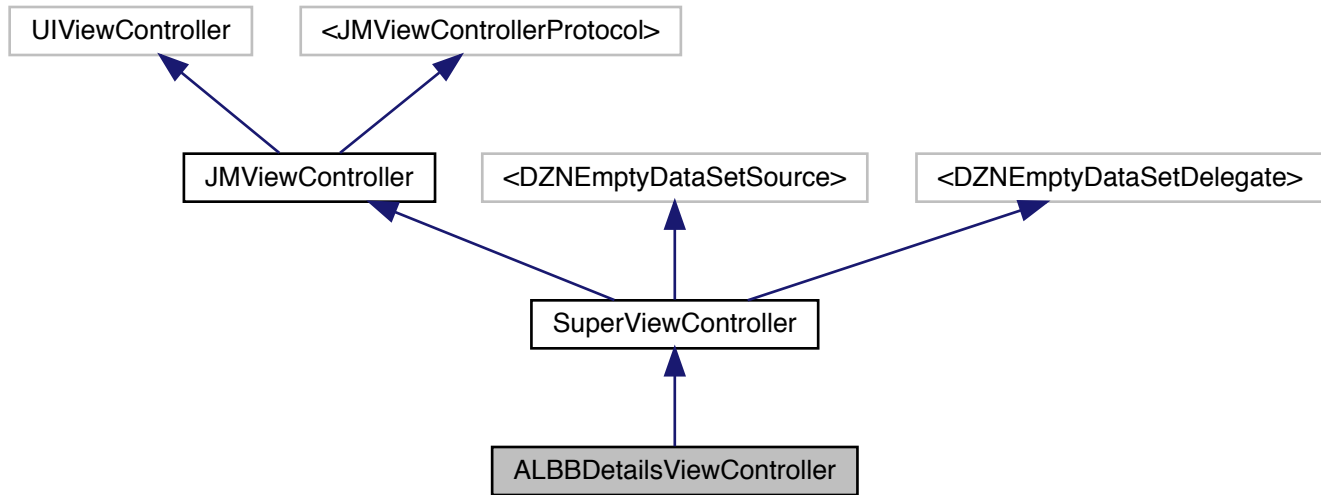 UIViewController
<JMViewControllerProtocol>
JMViewController
<DZNEmptyDataSetSource>
<DZNEmptyDataSetDelegate>
SuperViewController
ALBBDetailsViewController